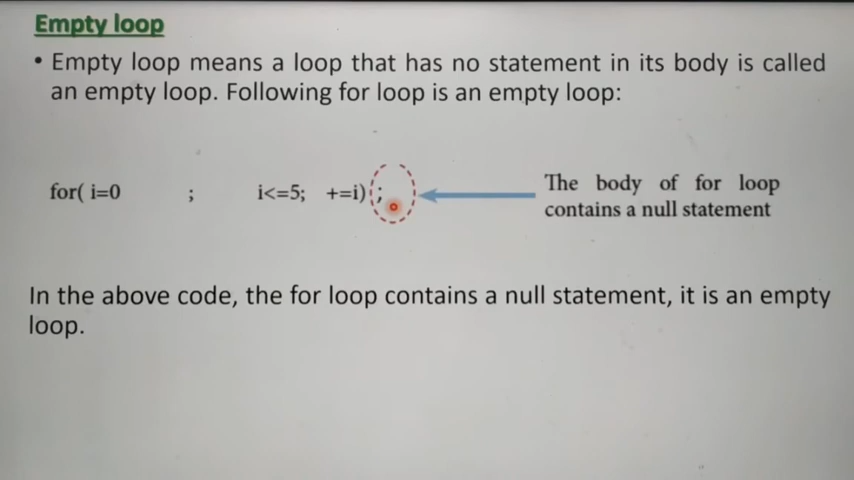 Empty loop
• Empty loop means a loop that has no statement in its body is called
an empty loop. Following for loop is an empty loop:
for( i=0 ; i<=5; +=i) ;
The body of for loop
contains a null statement
In the above code, the for loop contains a null statement, it is an empty
loop.